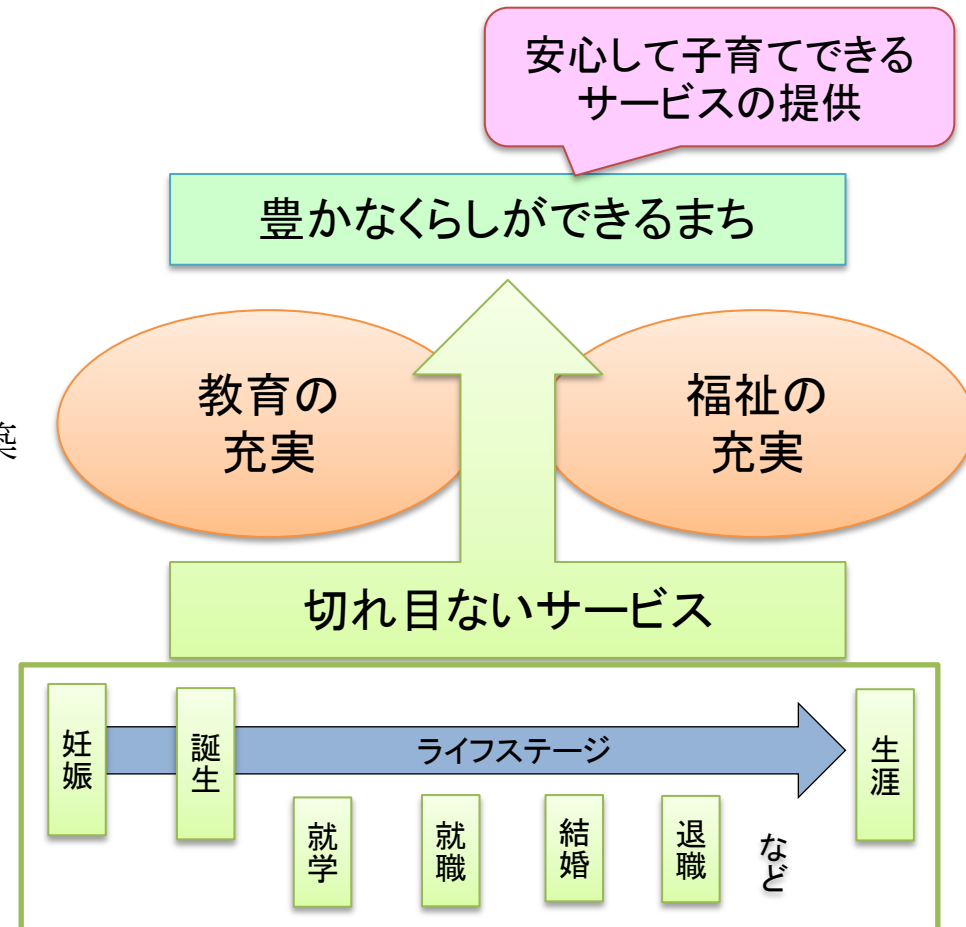 安心して子育てできる
サービスの提供
豊かなくらしができるまち
教育の
充実
福祉の
充実
築
切れ目ないサービス
妊娠
誕生
ライフステージ
生涯
就学
就職
結婚
退職
など